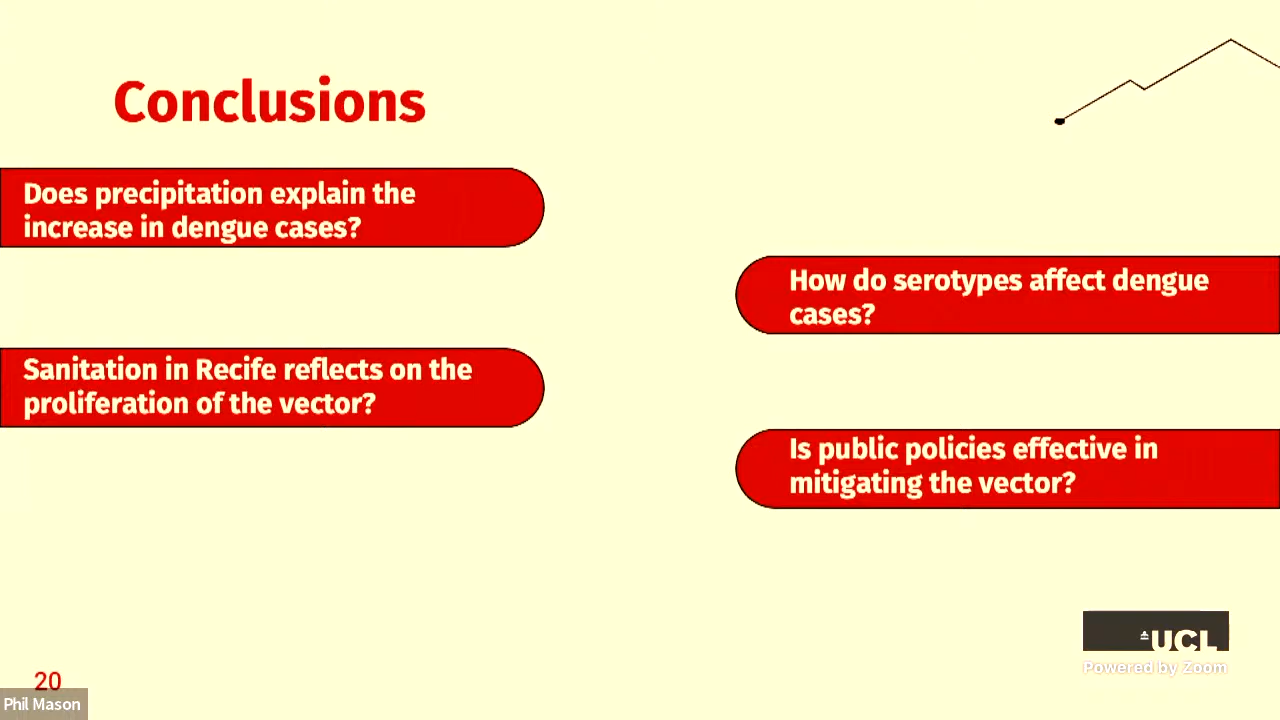 Conclusions
Does precipitation explain the
increase in dengue cases?
How do serotypes affect dengue
cases?
Sanitation in Recife reflects on the
proliferation of the vector?
Is public policies effective in
mitigating the vector?
UCL
Powered by Zoom
20
Phil Mason